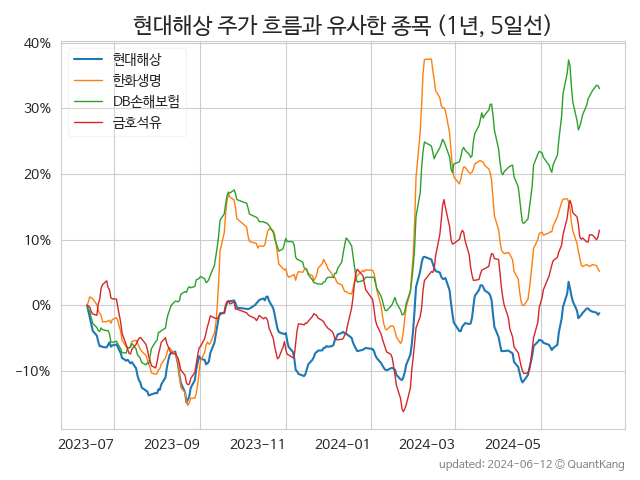 현대해상 주가 흐름과 유사한 종목 (1년, 5일선)
40%
30%
20%
10%
0%
−10%
현대해상
한화생명
DB손해보험
금호석유
2023-07 2023-09 2023-11 2024-01 2024-03 2024-05
updated: 2024-06-12 © QuantKang